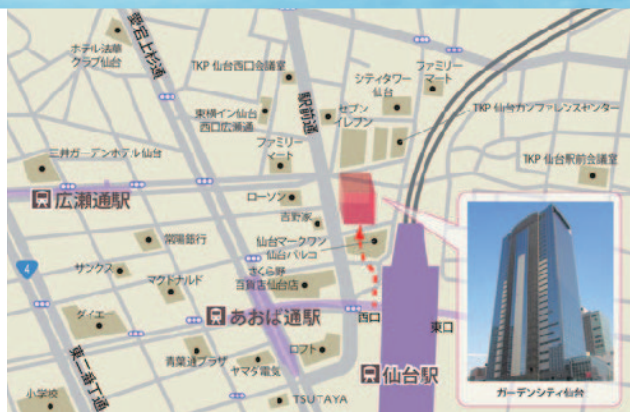 愛宕上杉通
ホテル法華
クラブ仙台
TKP 仙台西口会議室
駅前通
シティタワー
仙台
ファミリー
マート
東横イン仙台
西口広瀬通
セブン
イレブン
TKP 仙台カンファレンスセンター
ファミリー
マート
三井ガーデンホテル仙台
TKP 仙台駅前会議室
広瀬通駅
ローソン
吉野家
常陽銀行
仙台マークワン
仙台パルコ
サンクス
さくら野
百貨店仙台店
マクドナルド
4
ダイエー
あおば通駅
西口
東口
東二番丁通
青葉通プラザ
ヤマダ電気
ロフト
仙台駅
ガーデンシティ仙台
小学校
TSUTAYA